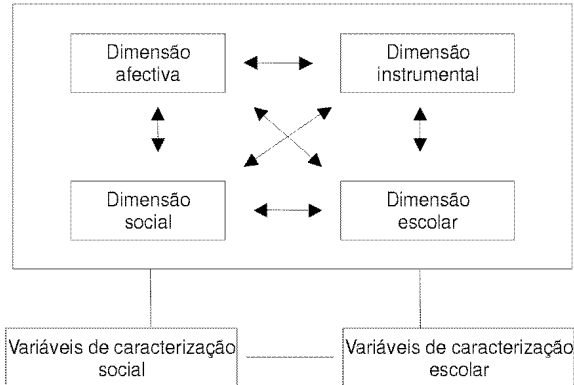 Dimensão
afectiva
Dimensão
instrumental
Dimensão
social
Dimensão
escolar
Variáveis de caracterização
social
Variáveis de caracterização
escolar